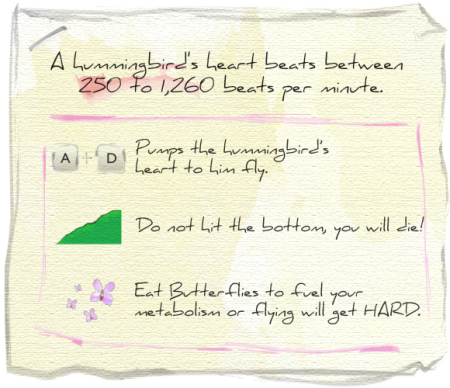 A hummingbird's heart beats between
250 to 1,260 beats per minute.
A + D Pumps the hummingbird's
heart to him fly.
Do not hit the bottom, you will die!
Eat Butterflies to fuel your
metabolism or flying will get HARD.